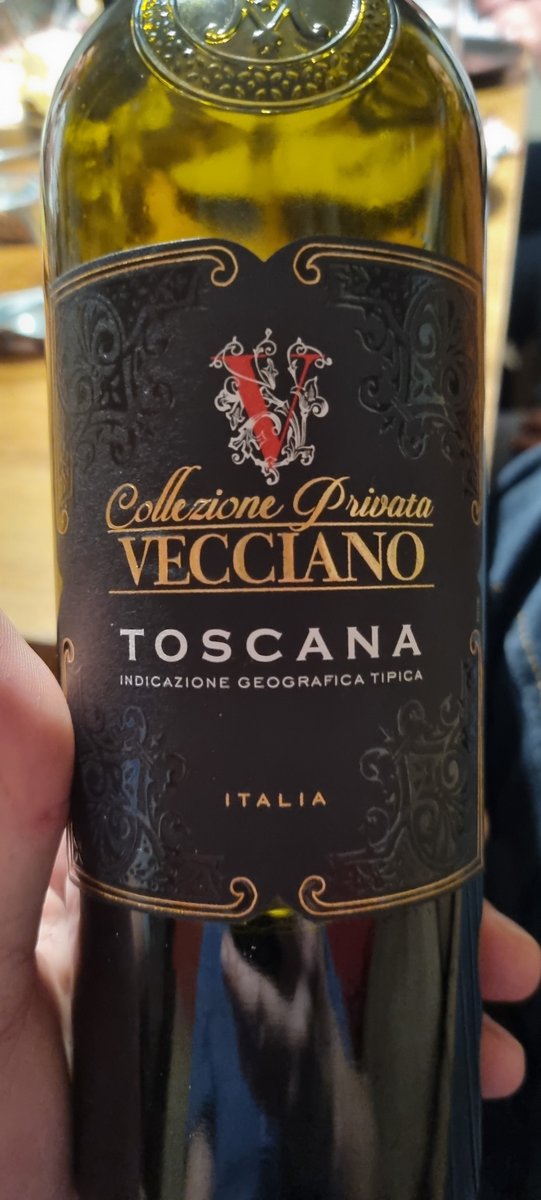 V
Collezione Privata
VECCIANO
TOSCANA
INDICAZIONE GEOGRAFICA TIPICA
ITALIA